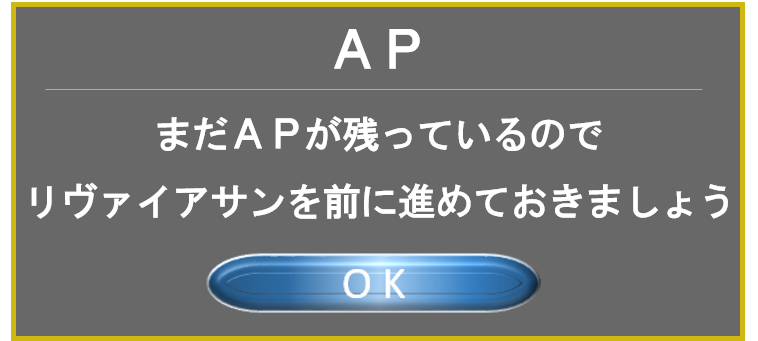 ＡＰ
まだＡＰが残っているので
リヴァイアサンを前に進めておきましょう
ＯＫ